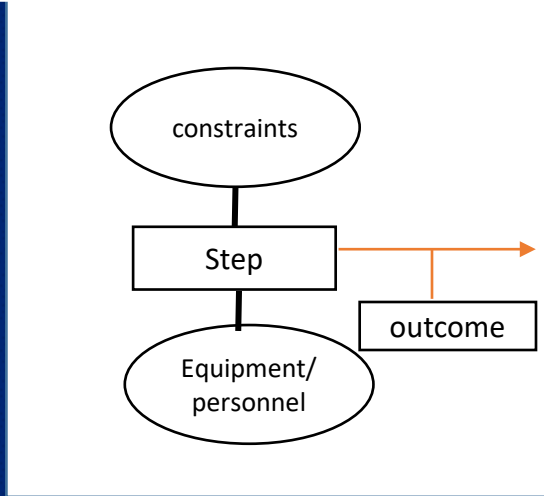 constraints
Step
outcome
Equipment/
personnel